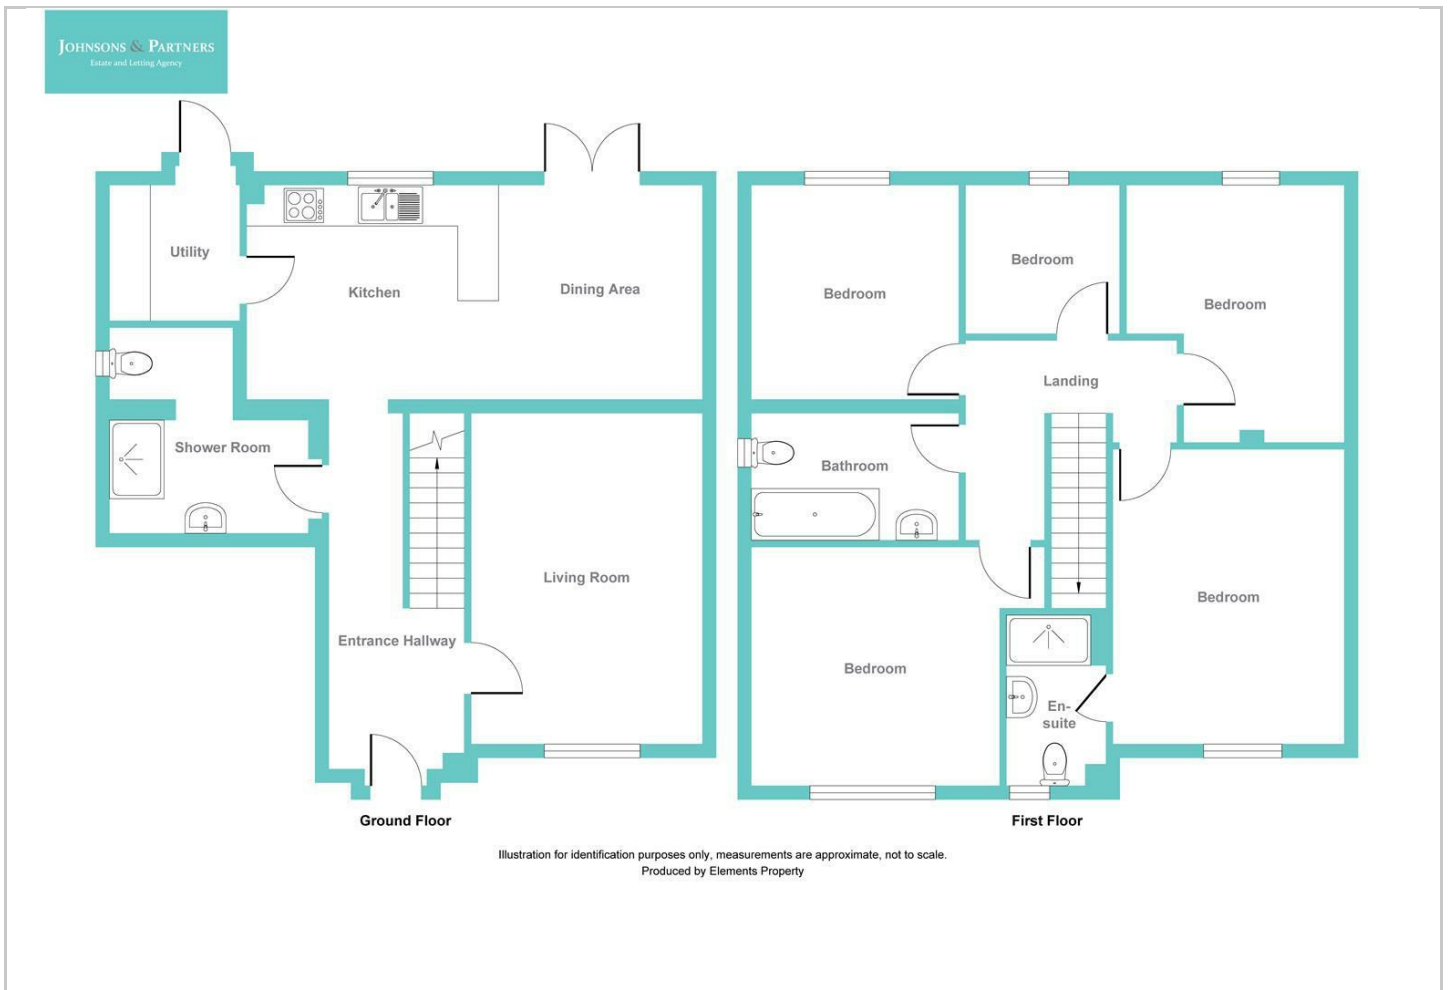 JOHNSONS & PARTNERS
Estate and Letting Agency
Utility
Kitchen
Dining Area
Shower Room
Living Room
Entrance Hallway
Ground Floor
Bedroom
Bedroom
Bedroom
Landing
Bathroom
Bedroom
Bedroom
En-
suite
First Floor
Illustration for identification purposes only, measurements are approximate, not to scale.
Produced by Elements Property